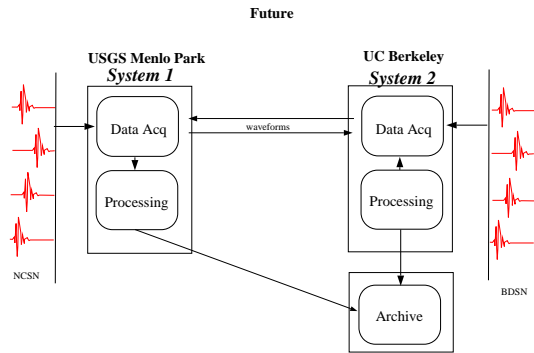 Future
USGS Menlo Park
System 1
UC Berkeley
System 2
Data Acq
waveforms
Data Acq
Processing
Processing
NCSN
BDSN
Archive